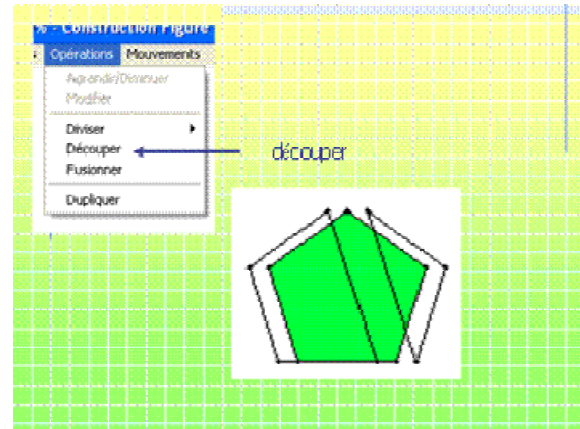 % - Construction Figure
Opérations Mouvements
Agrandir/Diminuer
Modifier
Diviser
Découper
découper
Fusionner
Dupliquer